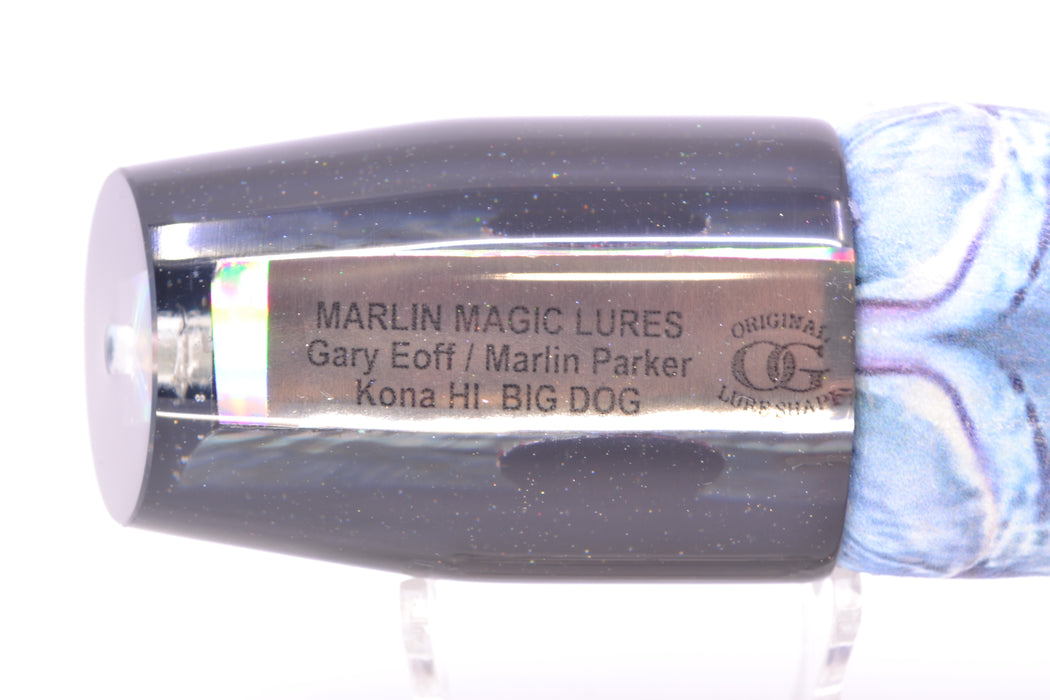 MARLIN MAGIC LURES
Gary Eoff / Marlin Parker
Kona HI BIG DOG
ORIGINAL
OG
LURE SHAPE